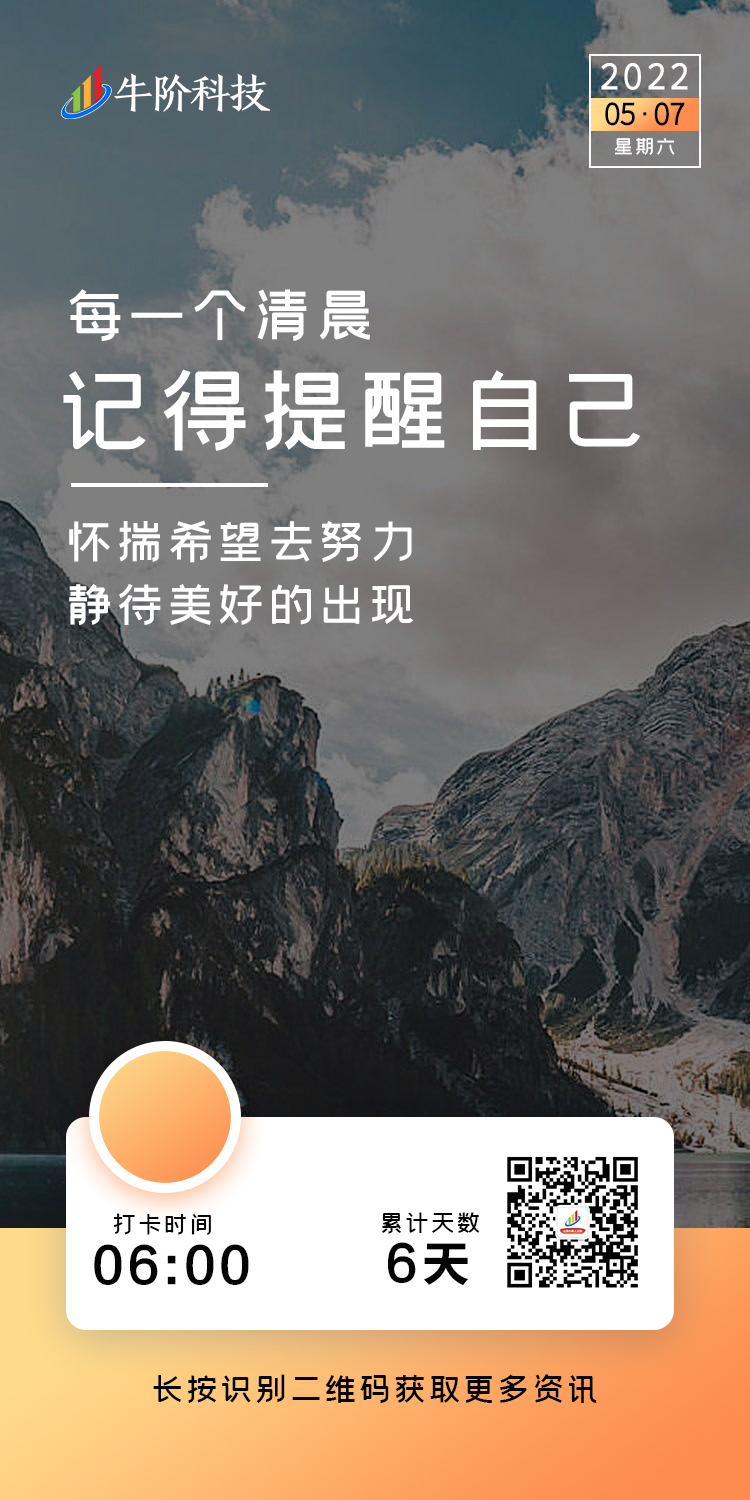 牛阶科技
2022
05·07
星期六
每一个清晨
记得提醒自己
怀揣希望去努力
静待美好的出现
打卡时间
06:00
累计天数
6天
长按识别二维码获取更多资讯